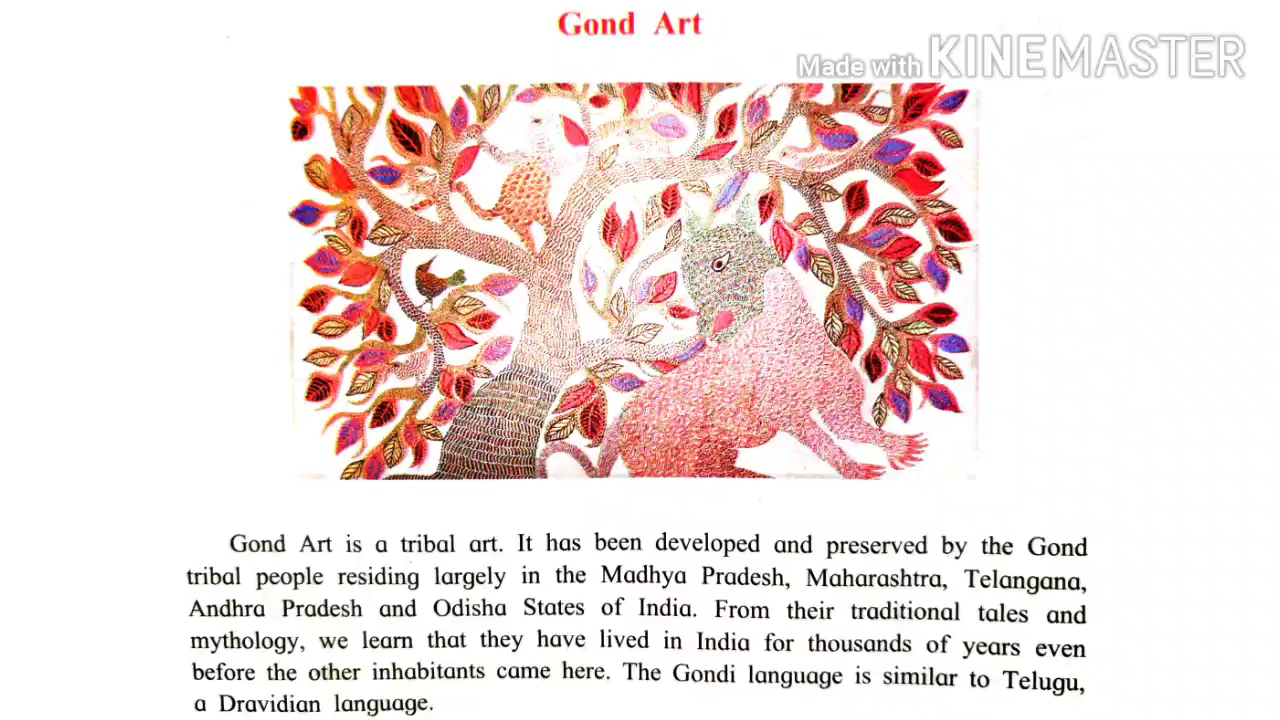 Gond Art
Made with KINEMASTER
Gond Art is a tribal art. It has been developed and preserved by the Gond
tribal people residing largely in the Madhya Pradesh, Maharashtra, Telangana,
Andhra Pradesh and Odisha States of India. From their traditional tales and
mythology, we learn that they have lived in India for thousands of years even
before the other inhabitants came here. The Gondi language is similar to Telugu,
a Dravidian language.